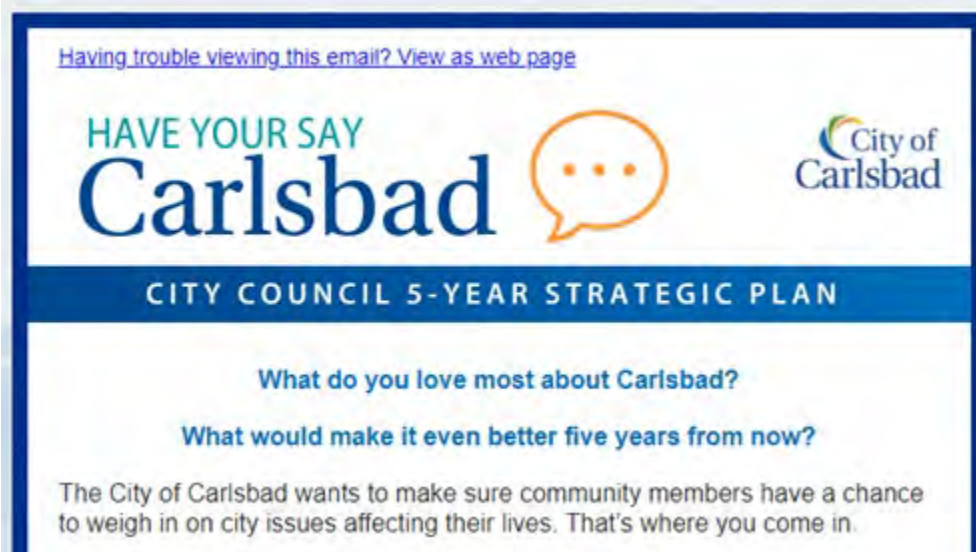 Having trouble viewing this email? View as web page
HAVE YOUR SAY
Carlsbad
City of
Carlsbad
CITY COUNCIL 5-YEAR STRATEGIC PLAN
What do you love most about Carlsbad?
What would make it even better five years from now?
The City of Carlsbad wants to make sure community members have a chance
to weigh in on city issues affecting their lives. That's where you come in.